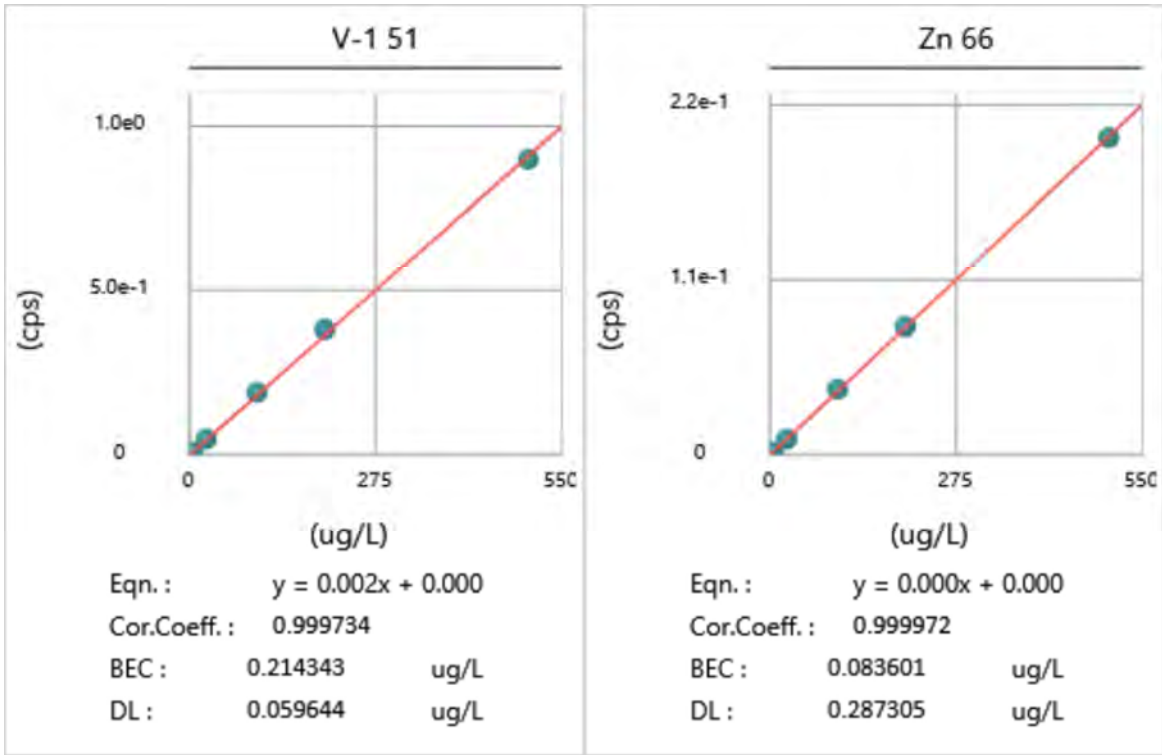 V-1 51
1.0e0
5.0e-1
0
(cps)
0 275 550
(ug/L)
Eqn. : y = 0.002x + 0.000
Cor.Coeff. : 0.999734
BEC : 0.214343 ug/L
DL : 0.059644 ug/L
Zn 66
2.2e-1
1.1e-1
0
(cps)
0 275 550
(ug/L)
Eqn. : y = 0.000x + 0.000
Cor.Coeff. : 0.999972
BEC : 0.083601 ug/L
DL : 0.287305 ug/L